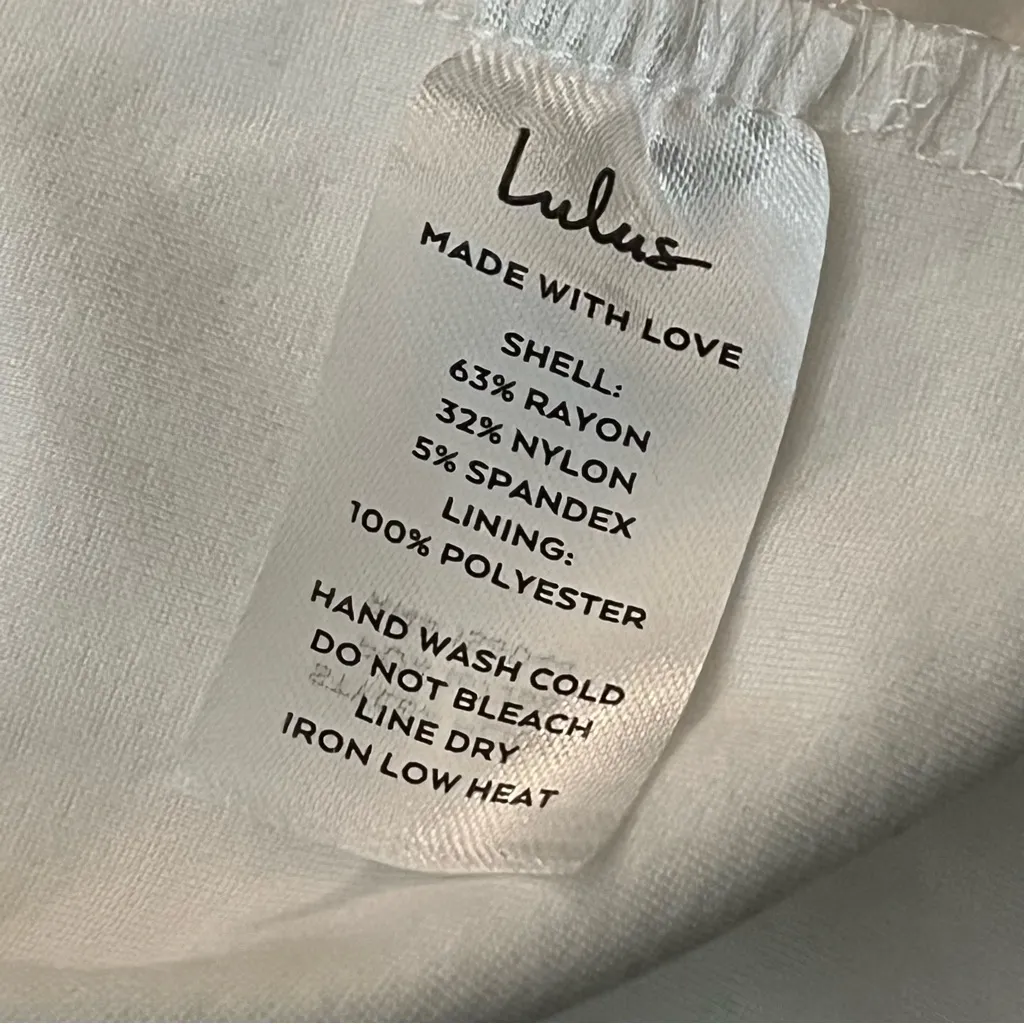 Lulus
MADE WITH LOVE
SHELL:
63% RAYON
32% NYLON
5% SPANDEX
LINING:
100% POLYESTER
HAND WASH COLD
DO NOT BLEACH
LINE DRY
IRON LOW HEAT